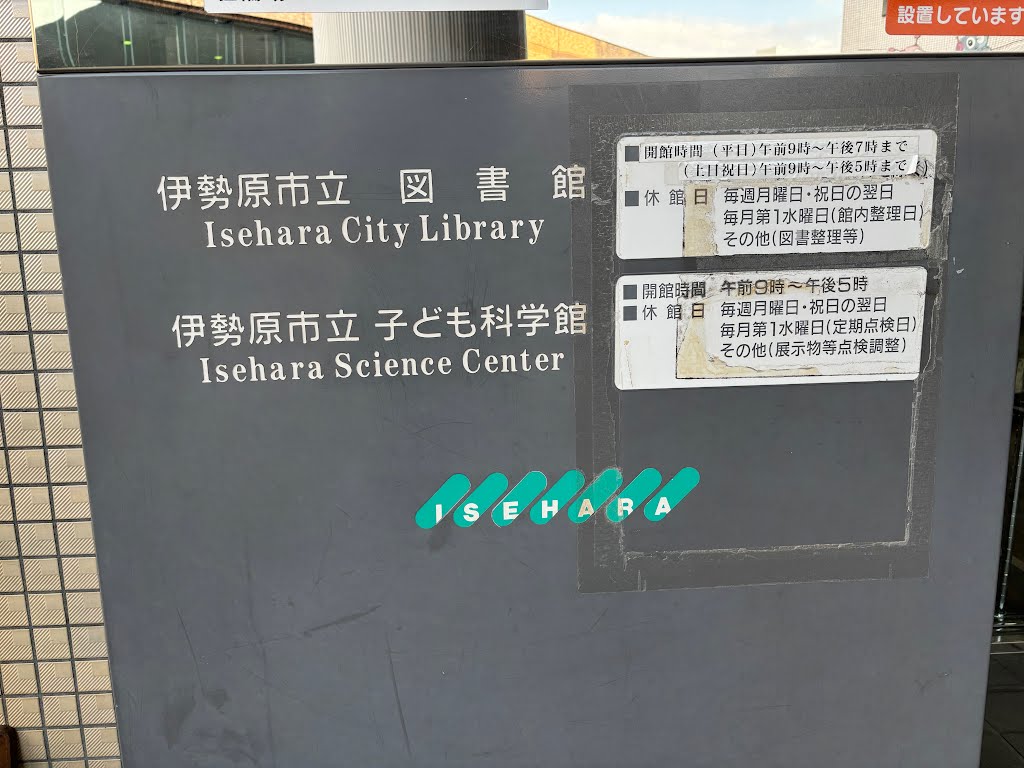 設置しています
伊勢原市立 図書館
Isehara City Library
■開館時間 (平日)午前9時～午後7時まで
(土日祝日)午前9時～午後5時まで
■休館日 毎週月曜日・祝日の翌日
毎月第1水曜日(館内整理日)
その他(図書整理等)
伊勢原市立 子ども科学館
Isehara Science Center
■開館時間 午前9時～午後5時
■休館日 毎週月曜日・祝日の翌日
毎月第1水曜日(定期点検日)
その他(展示物等点検調整)
ISEHARA